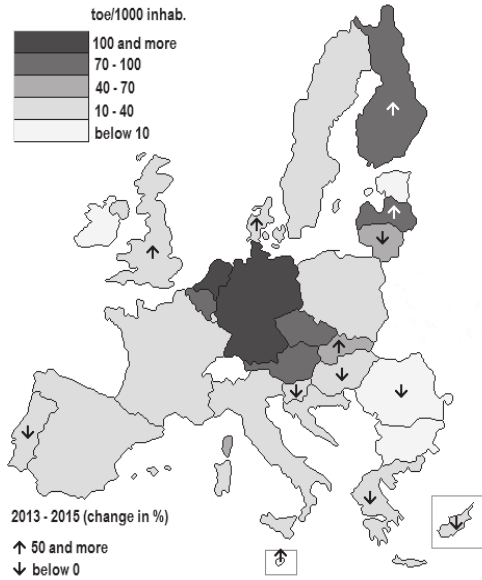 toe/1000 inhab.
100 and more
70 - 100
40 - 70
10 - 40
below 10
2013 - 2015 (change in %)
↑ 50 and more
↓ below 0